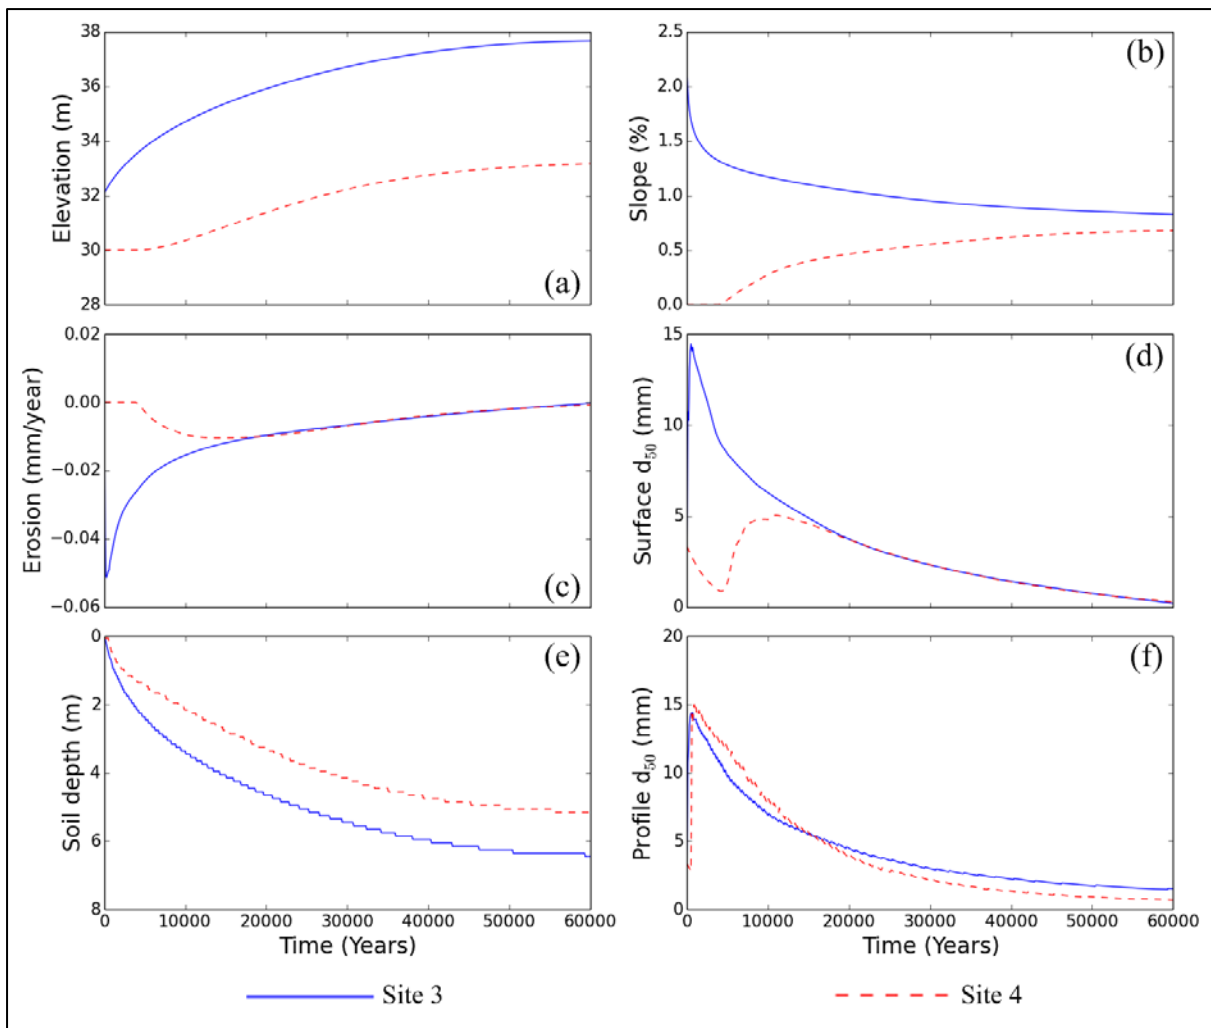 38
36
34
32
30
28
Elevation (m)
(a)
2.5
2.0
1.5
1.0
0.5
0.0
Slope (%)
(b)
0.02
0.00
−0.02
−0.04
−0.06
Erosion (mm/year)
(c)
15
10
5
0
Surface d50 (mm)
(d)
0
2
4
6
8
Soil depth (m)
(e)
0 10000 20000 30000 40000 50000 60000
Time (Years)
20
15
10
5
0
Profile d50 (mm)
(f)
0 10000 20000 30000 40000 50000 60000
Time (Years)
Site 3
Site 4